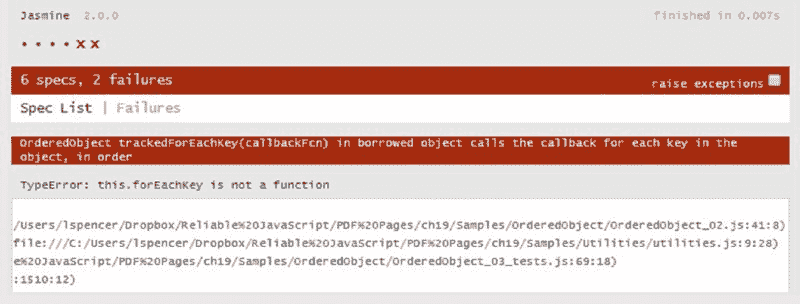 Jasmine 2.0.0
finished in 0.007s
• • • • x x
6 specs, 2 failures
raise exceptions
Spec List | Failures
OrderedObject trackedForEachKey(callbackFcn) in borrowed object calls the callback for each key in the
object, in order
TypeError: this.forEachKey is not a function
/Users/lspencer/Dropbox/Reliable%20JavaScript/PDF%20Pages/ch19/Samples/OrderedObject/OrderedObject_02.js:41:8)
file:///C:/Users/lspencer/Dropbox/Reliable%20JavaScript/PDF%20Pages/ch19/Samples/Utilities/utilities.js:9:28)
e%20JavaScript/PDF%20Pages/ch19/Samples/OrderedObject/OrderedObject_03_tests.js:69:18)
:1510:12)